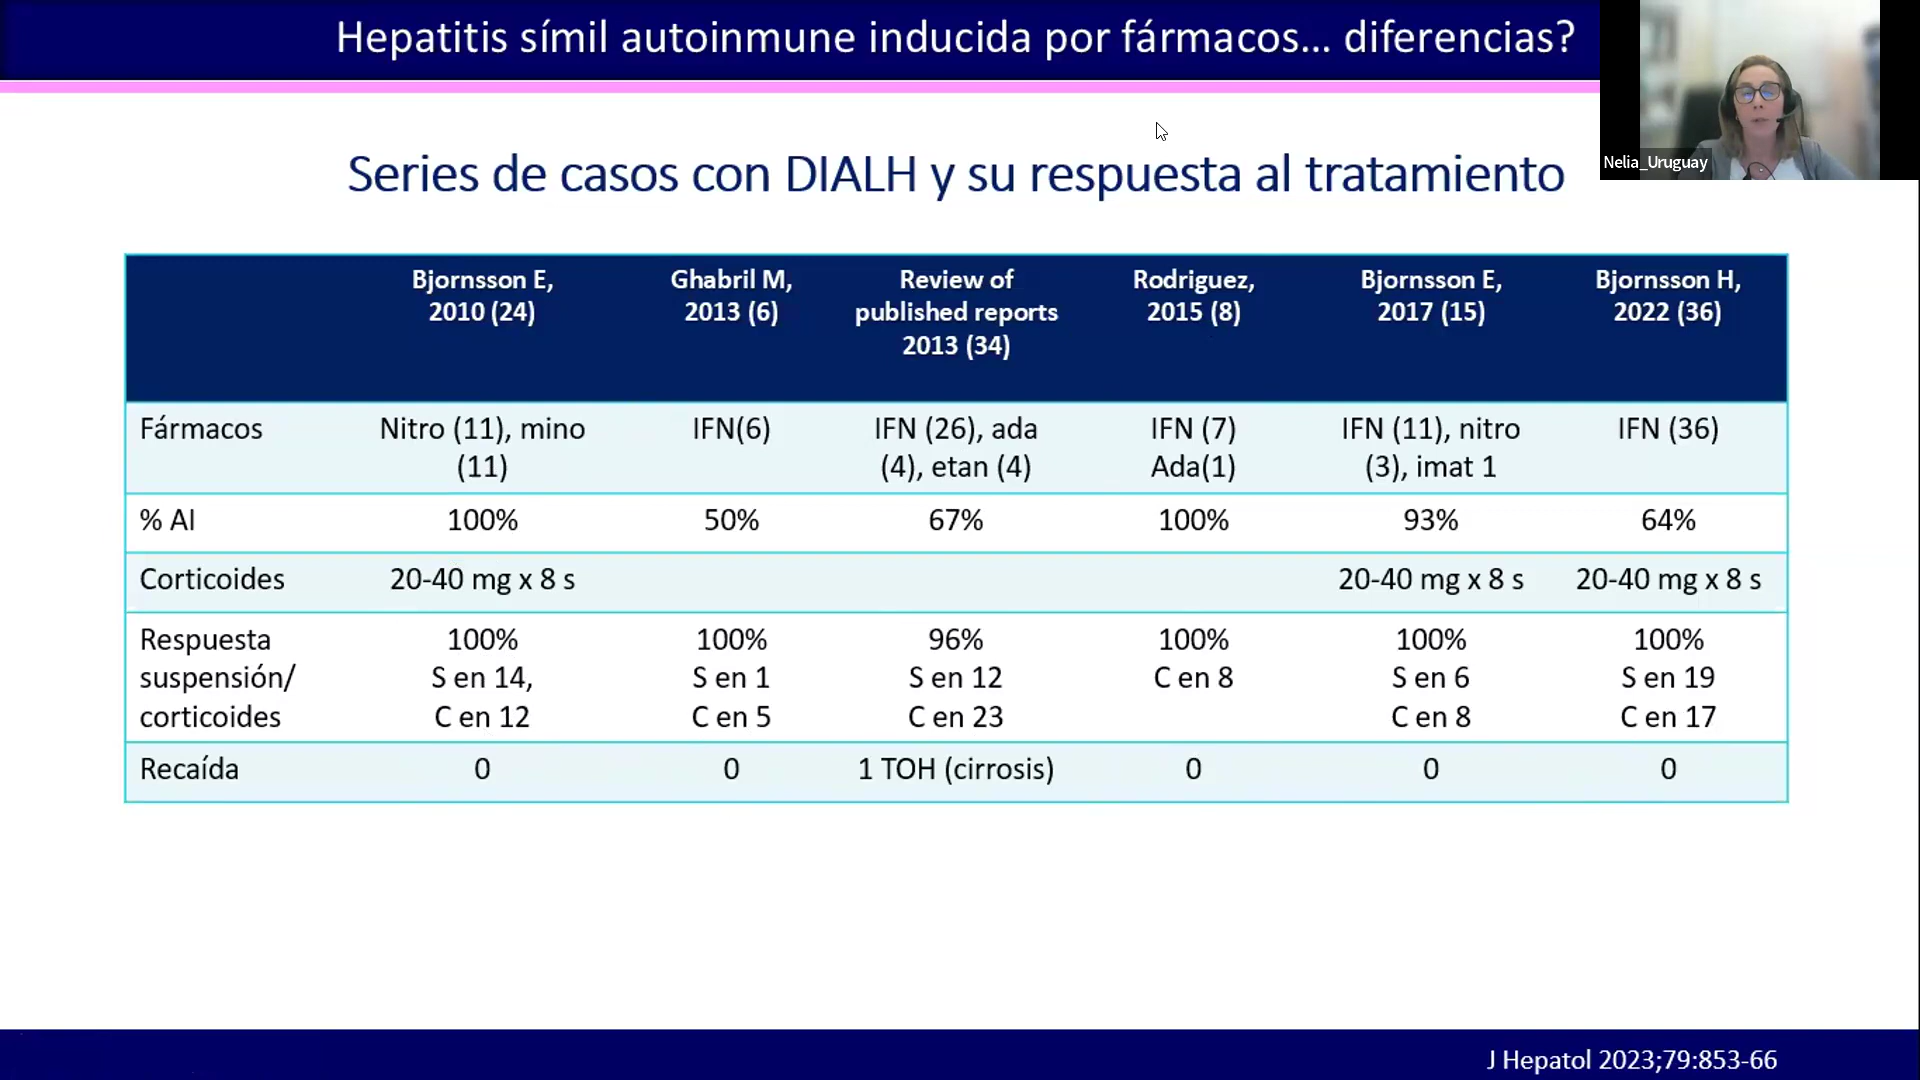 Hepatitis símil autoinmune inducida por fármacos... diferencias?
Nelia_Uruguay
Series de casos con DIALH y su respuesta al tratamiento
Bjornsson E, 2010 (24)
Ghabril M, 2013 (6)
Review of published reports 2013 (34)
Rodriguez, 2015 (8)
Bjornsson E, 2017 (15)
Bjornsson H, 2022 (36)
Fármacos
Nitro (11), mino (11)
IFN(6)
IFN (26), ada (4), etan (4)
IFN (7) Ada(1)
IFN (11), nitro (3), imat 1
IFN (36)
% AI
100%
50%
67%
100%
93%
64%
Corticoides
20-40 mg x 8 s
20-40 mg x 8 s
20-40 mg x 8 s
Respuesta suspensión/ corticoides
100% S en 14, C en 12
100% S en 1 C en 5
96% S en 12 C en 23
100% C en 8
100% S en 6 C en 8
100% S en 19 C en 17
Recaída
0
0
1 TOH (cirrosis)
0
0
0
J Hepatol 2023;79:853-66